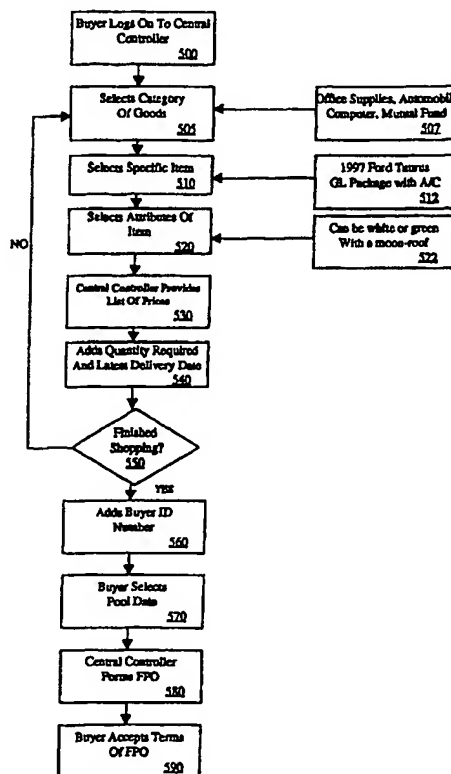 Buyer Logs On To Central
Controller
500
Selects Category
Of Goods
505
Office Supplies, Automobile
Computer, Mutual Fund
507
Selects Specific Item
510
1997 Ford Taurus
GL Package with A/C
512
NO
Selects Attributes Of
Item
520
Can be white or green
With a moon-roof
522
Central Controller Provides
List Of Prices
530
Adds Quantity Required
And Latest Delivery Date
540
Finished
Shopping?
550
YES
Adds Buyer ID
Number
560
Buyer Selects
Pool Date
570
Central Controller
Forms FPO
580
Buyer Accepts Terms
Of FPO
590